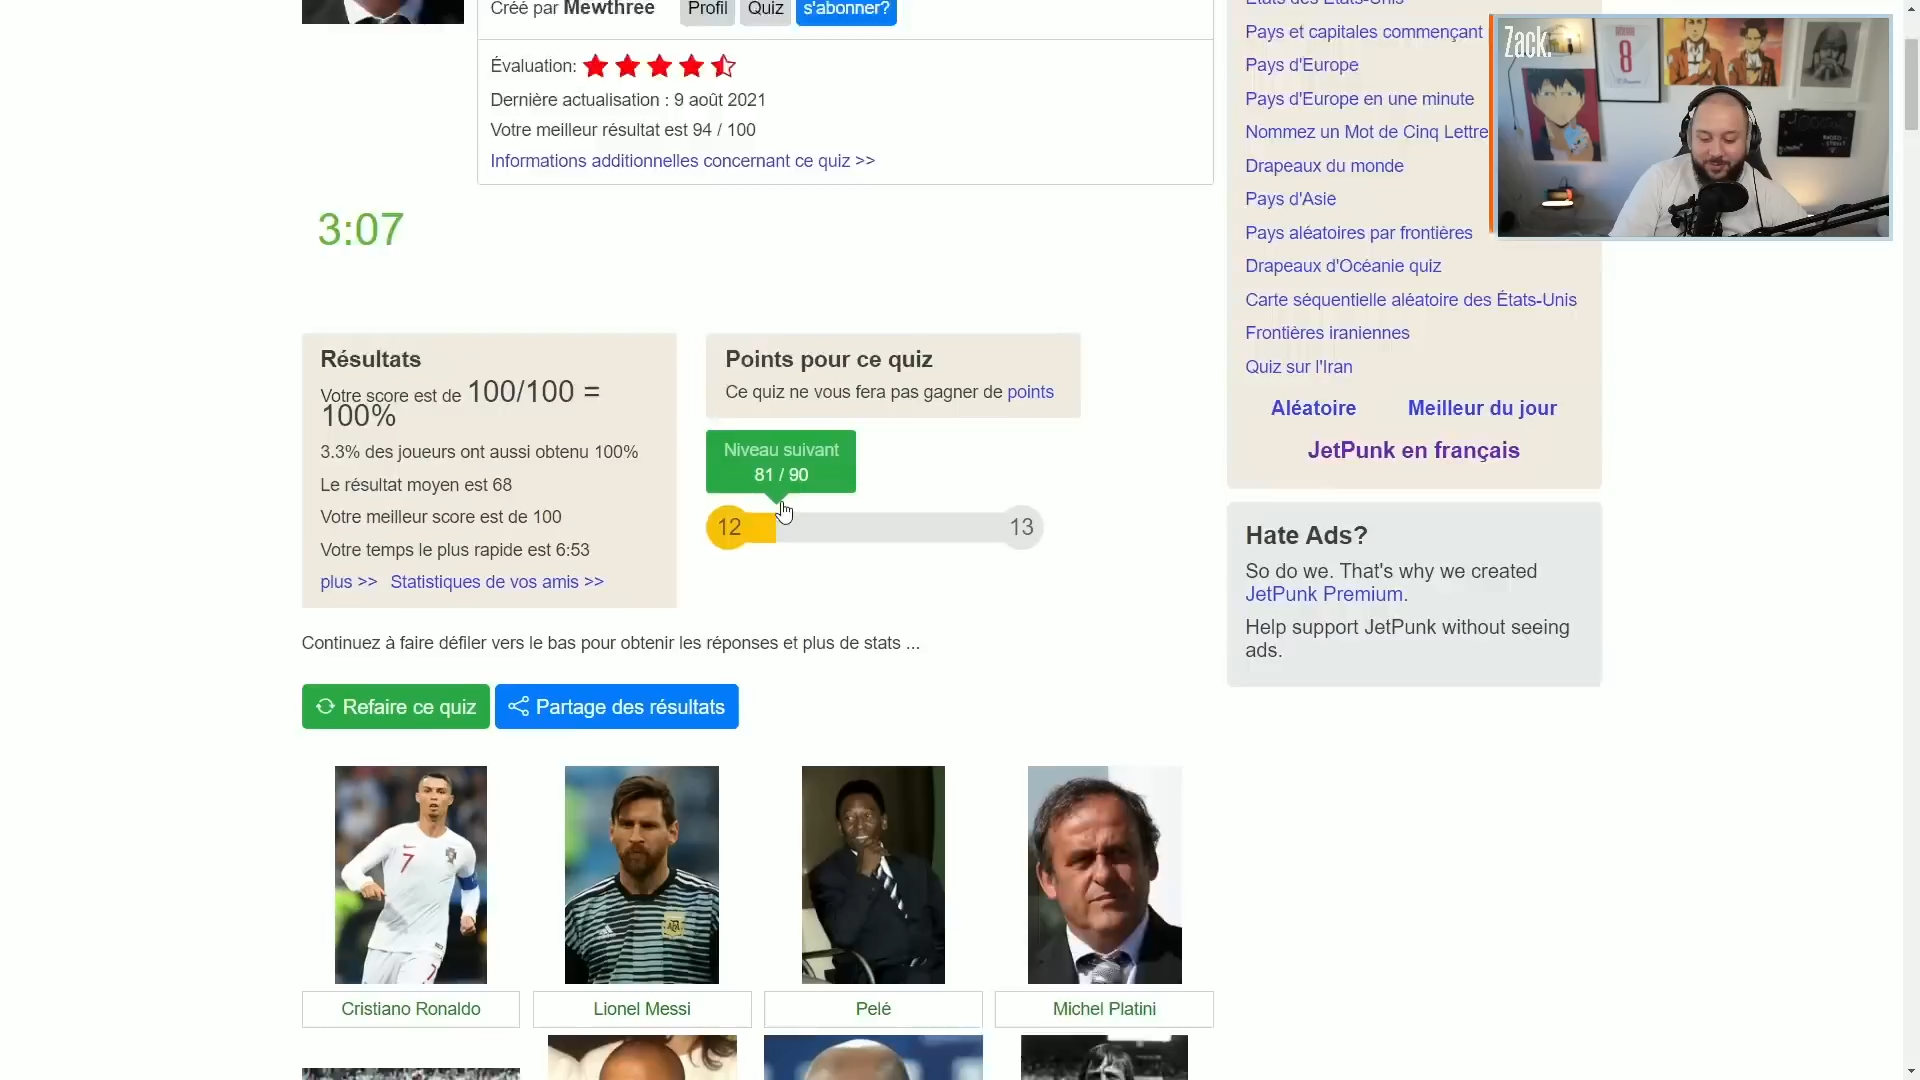 Créé par Mewthree Profil Quiz s'abonner?
Évaluation:
Dernière actualisation : 9 août 2021
Votre meilleur résultat est 94 / 100
Informations additionnelles concernant ce quiz >>
3:07
Résultats
Votre score est de 100/100 =
100%
3.3% des joueurs ont aussi obtenu 100%
Le résultat moyen est 68
Votre meilleur score est de 100
Votre temps le plus rapide est 6:53
plus >> Statistiques de vos amis >>
Points pour ce quiz
Ce quiz ne vous fera pas gagner de points
Niveau suivant
81 / 90
12 13
Continuez à faire défiler vers le bas pour obtenir les réponses et plus de stats ...
Refaire ce quiz Partage des résultats
7
AFA
7
Cristiano Ronaldo Lionel Messi Pelé Michel Platini
États des États-Unis
Pays et capitales commençant
Pays d'Europe
Pays d'Europe en une minute
Nommez un Mot de Cinq Lettre
Drapeaux du monde
Pays d'Asie
Pays aléatoires par frontières
Drapeaux d'Océanie quiz
Carte séquentielle aléatoire des États-Unis
Frontières iraniennes
Quiz sur l'Iran
Aléatoire Meilleur du jour
JetPunk en français
Hate Ads?
So do we. That's why we created
JetPunk Premium.
Help support JetPunk without seeing
ads.
Zack.
8